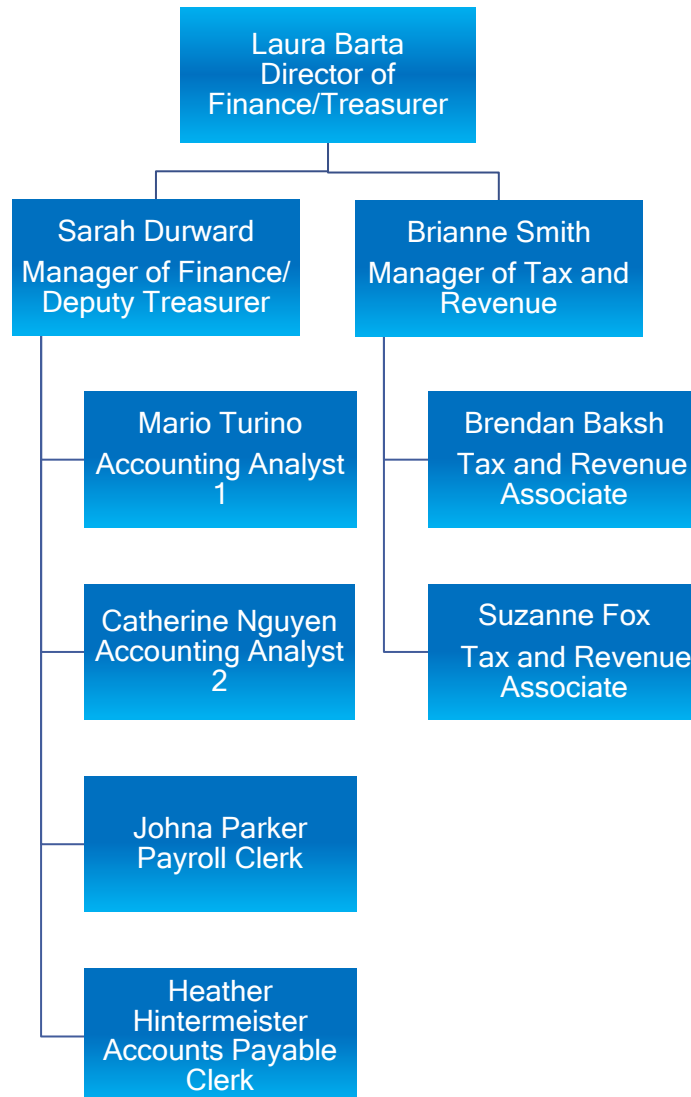 Laura Barta
Director of
Finance/Treasurer
Sarah Durward
Manager of Finance/
Deputy Treasurer
Brianne Smith
Manager of Tax and
Revenue
Mario Turino
Accounting Analyst
1
Brendan Baksh
Tax and Revenue
Associate
Catherine Nguyen
Accounting Analyst
2
Suzanne Fox
Tax and Revenue
Associate
Johna Parker
Payroll Clerk
Heather
Hintermeister
Accounts Payable
Clerk